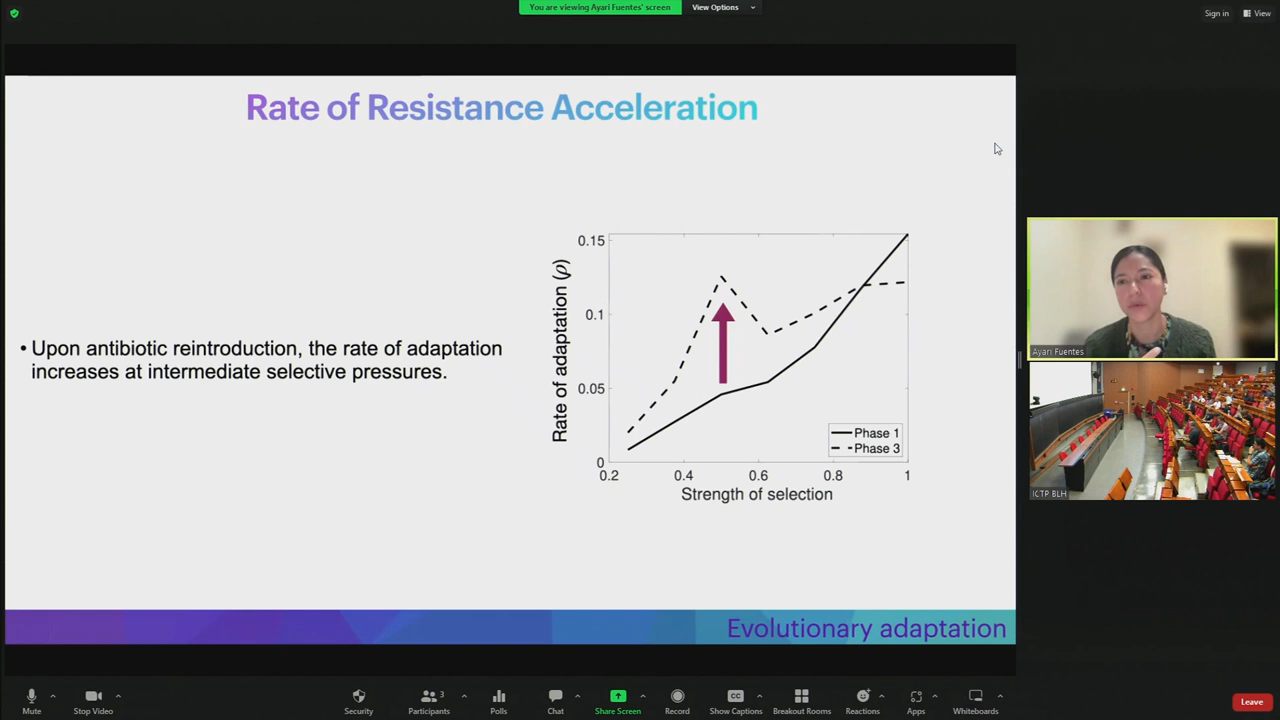 You are viewing Ayari Fuentes' screen
View Options
Sign in
View
Rate of Resistance Acceleration
• Upon antibiotic reintroduction, the rate of adaptation
increases at intermediate selective pressures.
Rate of adaptation (ρ)
0.15
0.1
0.05
0
0.2
0.4
0.6
0.8
1
Strength of selection
Phase 1
Phase 3
Evolutionary adaptation
Ayari Fuentes
ICTP BLH
Mute
Stop Video
Security
Participants
3
Polls
Chat
Share Screen
Record
Show Captions
Breakout Rooms
Reactions
Apps
Whiteboards
Leave